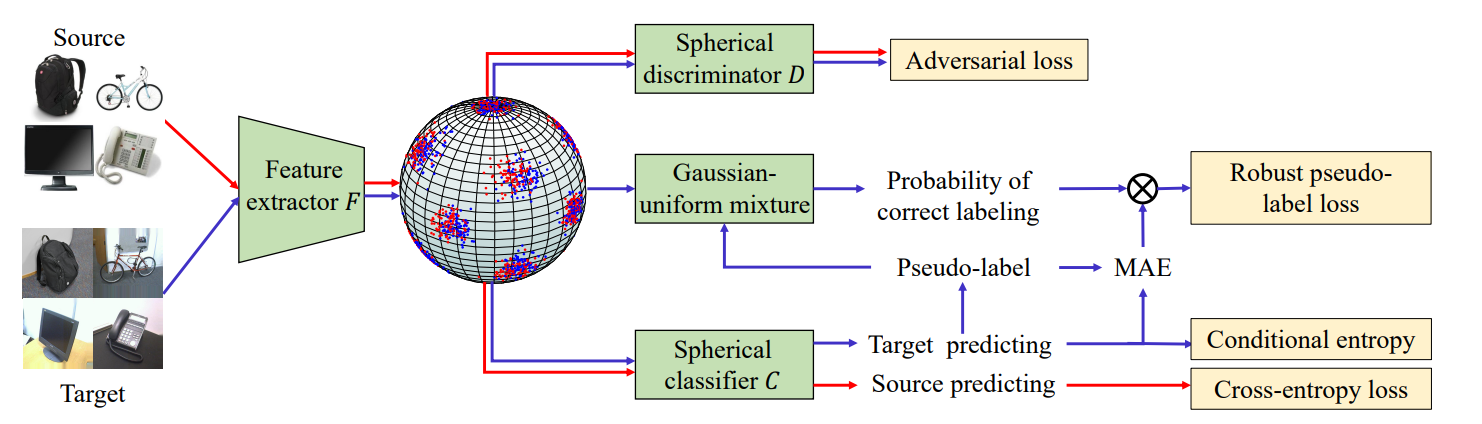 Source
Target
Feature
extractor F
Spherical
discriminator D
Adversarial loss
Gaussian-
uniform mixture
Probability of
correct labeling
Robust pseudo-
label loss
Pseudo-label
MAE
Spherical
classifier C
Target predicting
Source predicting
Conditional entropy
Cross-entropy loss